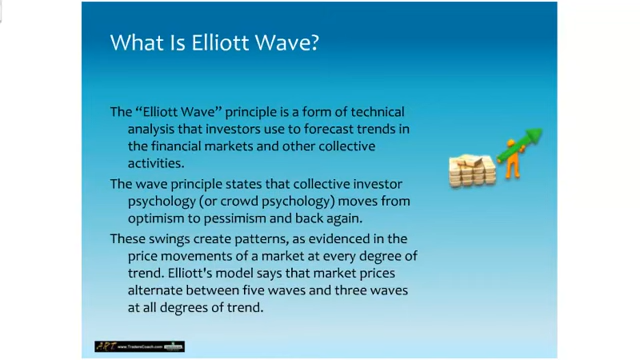 What Is Elliott Wave?
The “Elliott Wave” principle is a form of technical
analysis that investors use to forecast trends in
the financial markets and other collective
activities.
The wave principle states that collective investor
psychology (or crowd psychology) moves from
optimism to pessimism and back again.
These swings create patterns, as evidenced in the
price movements of a market at every degree of
trend. Elliott's model says that market prices
alternate between five waves and three waves
at all degrees of trend.
ART www.TradersCoach.com